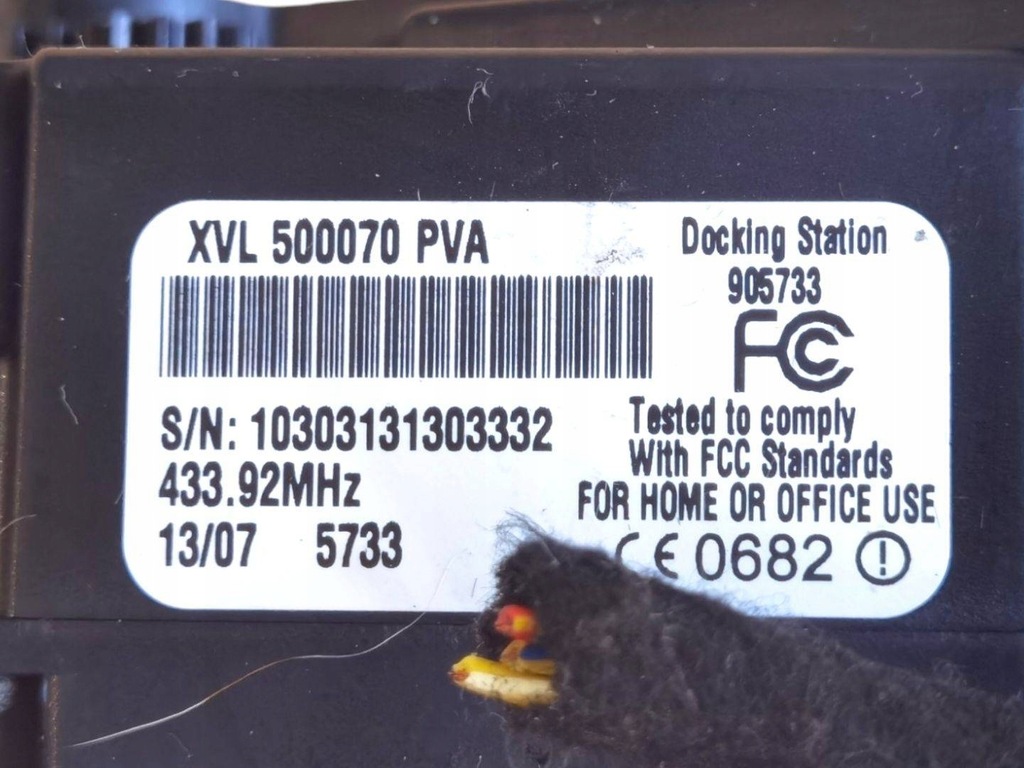 XVL 500070 PVA
S/N: 10303131303332
433.92MHz
13/07 5733
Docking Station
905733
FC
Tested to comply
With FCC Standards
FOR HOME OR OFFICE USE
CE 0682